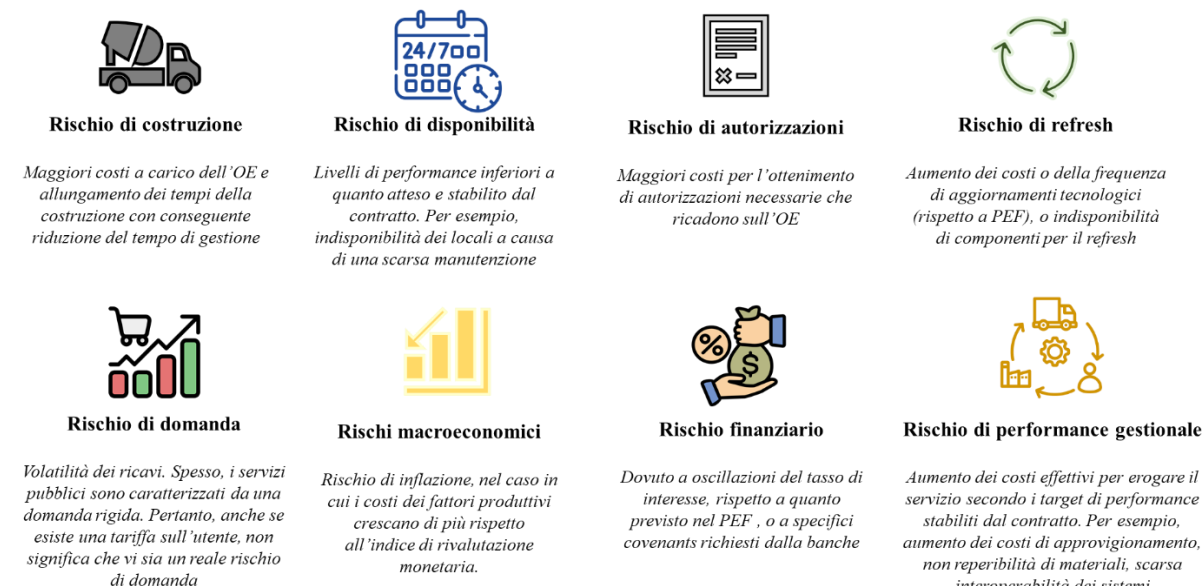 24/7
Rischio di costruzione
Maggiori costi a carico dell'OE e
allungamento dei tempi della
costruzione con conseguente
riduzione del tempo di gestione
Rischio di disponibilità
Livelli di performance inferiori a
quanto atteso e stabilito dal
contratto. Per esempio,
indisponibilità dei locali a causa
di una scarsa manutenzione
Rischio di autorizzazioni
Maggiori costi per l'ottenimento
di autorizzazioni necessarie che
ricadono sull'OE
Rischio di refresh
Aumento dei costi o della frequenza
di aggiornamenti tecnologici
(rispetto a PEF), o indisponibilità
di componenti per il refresh
%
$
Rischio di domanda
Volatilità dei ricavi. Spesso, i servizi
pubblici sono caratterizzati da una
domanda rigida. Pertanto, anche se
esiste una tariffa sull'utente, non
significa che vi sia un reale rischio
di domanda
Rischi macroeconomici
Rischio di inflazione, nel caso in
cui i costi dei fattori produttivi
crescano di più rispetto
all'indice di rivalutazione
monetaria.
Rischio finanziario
Dovuto a oscillazioni del tasso di
interesse, rispetto a quanto
previsto nel PEF , o a specifici
covenants richiesti dalla banche
Rischio di performance gestionale
Aumento dei costi effettivi per erogare il
servizio secondo i target di performance
stabiliti dal contratto. Per esempio,
aumento dei costi di approvigionamento,
non reperibilità di materiali, scarsa
interoperabilità dei sistemi